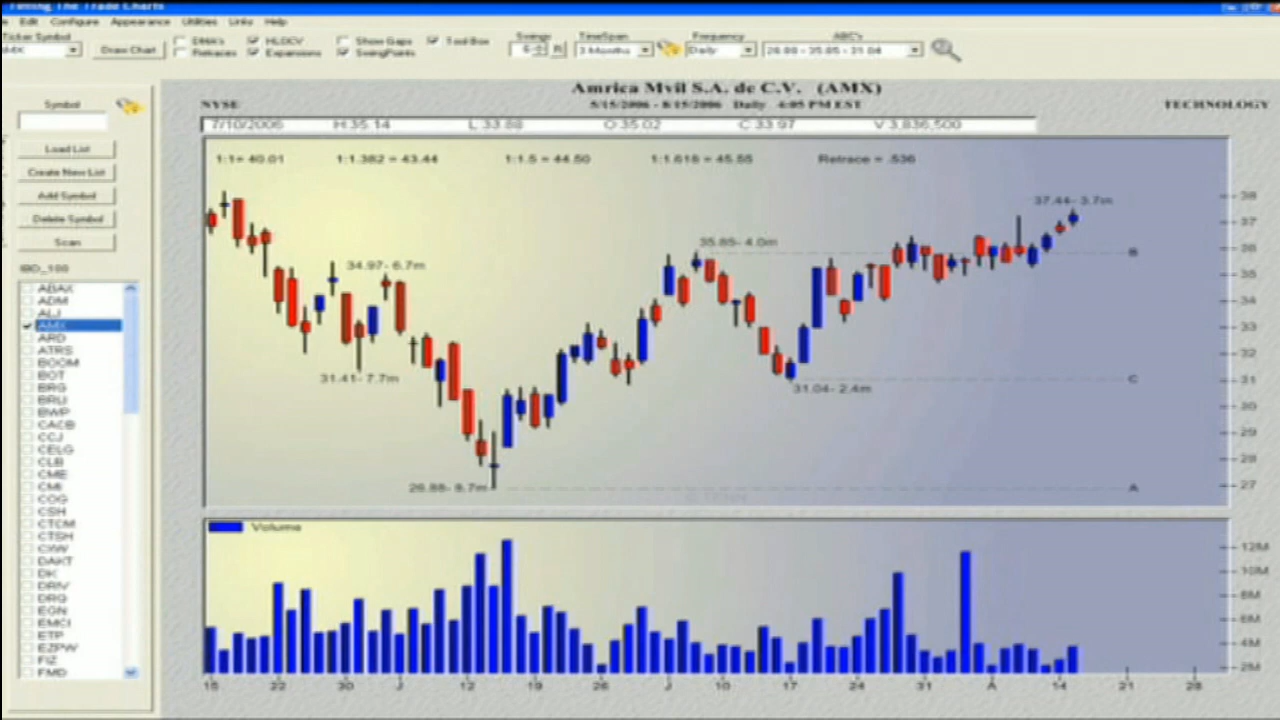 Timing The Trade Charts
Edit Configure Appearance Utilities Links Help
Ticker Symbol
AMX
Draw Chart
DMA's HLOCV Show Gaps Tool Box
Retraces Expansions SwingPoints
Swings
6
R
TimeSpan
3 Months
Frequency
Daily
ABC's
26.88 - 35.85 - 31.04
Symbol
Load List
Create New List
Add Symbol
Delete Symbol
Scan
IBD_100
ABAX
ADM
ALJ
AMX
ARD
ATRS
BOOM
BOT
BRG
BRLI
BWP
CACB
CCJ
CELG
CLB
CME
CMI
COG
CSH
CTCM
CTSH
CXW
DAKT
DK
DRIV
DRQ
EGN
EMCI
ETP
EZPW
FIZ
FMD
Amrica Mvil S.A. de C.V. (AMX)
NYSE 5/15/2006 - 8/15/2006 Daily 4:05 PM EST TECHNOLOGY
7/10/2006 H:35.14 L:33.88 O:35.02 C:33.97 V:3,836,500
1:1= 40.01 1:1.382 = 43.44 1:1.5 = 44.50 1:1.618 = 45.55 Retrace = .536
37.44- 3.7m
35.85- 4.0m
34.97- 6.7m
31.41- 7.7m
31.04- 2.4m
26.88- 8.7m
B
C
A
38
37
36
35
34
33
32
31
30
29
28
27
Volume
12M
10M
8M
6M
4M
2M
15 22 30 J 12 19 26 J 10 17 24 31 A 14 21 28